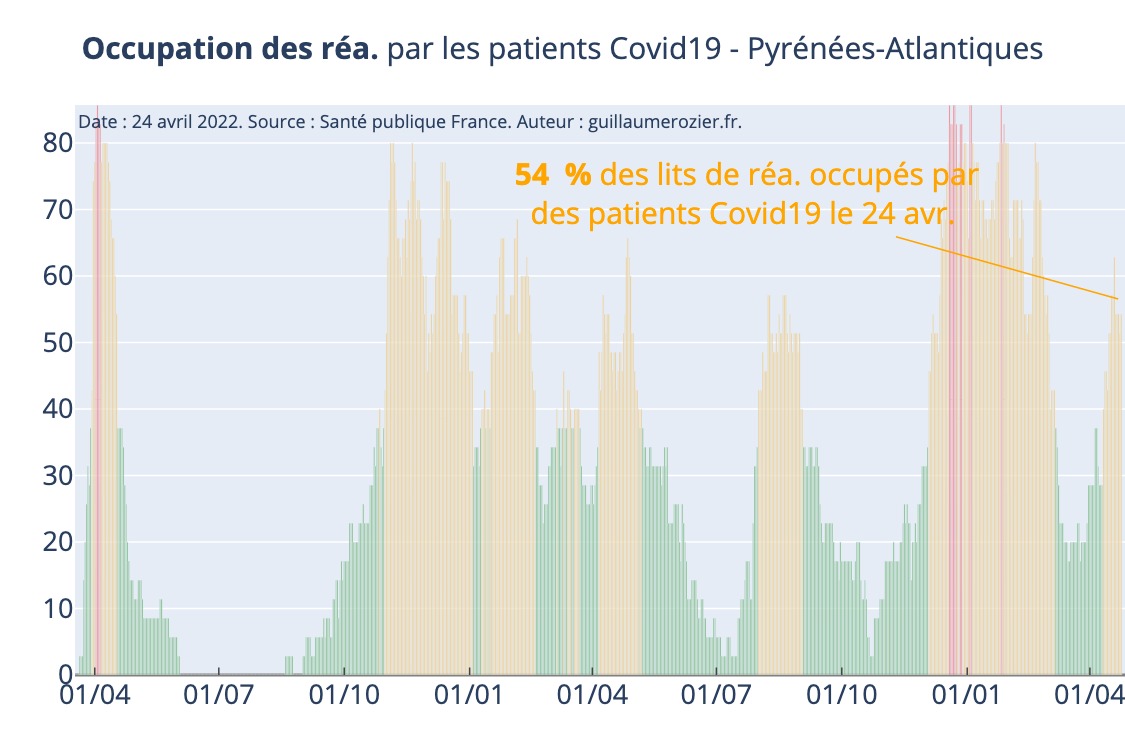 Occupation des réa. par les patients Covid19 - Pyrénées-Atlantiques
Date : 24 avril 2022. Source : Santé publique France. Auteur : guillaumerozier.fr.
80
54 % des lits de réa. occupés par
des patients Covid19 le 24 avr.
70
60
50
40
30
20
10
0
01/04 01/07 01/10 01/01 01/04 01/07 01/10 01/01 01/04